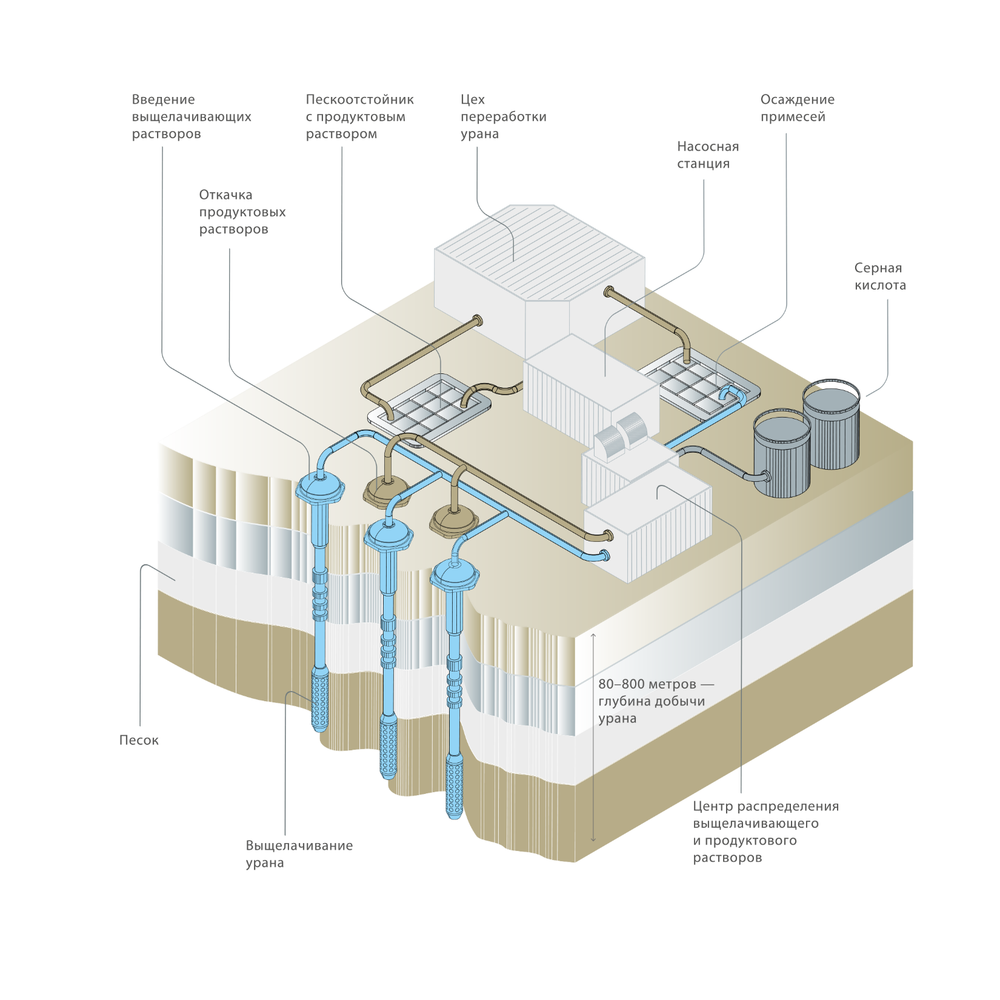 Введение
выщелачивающих
растворов
Пескоотстойник
с продуктовым
раствором
Цех
переработки
урана
Осаждение
примесей
Насосная
станция
Откачка
продуктовых
растворов
Серная
кислота
80–800 метров —
глубина добычи
урана
Песок
Центр распределения
выщелачивающего
и продуктового
растворов
Выщелачивание
урана